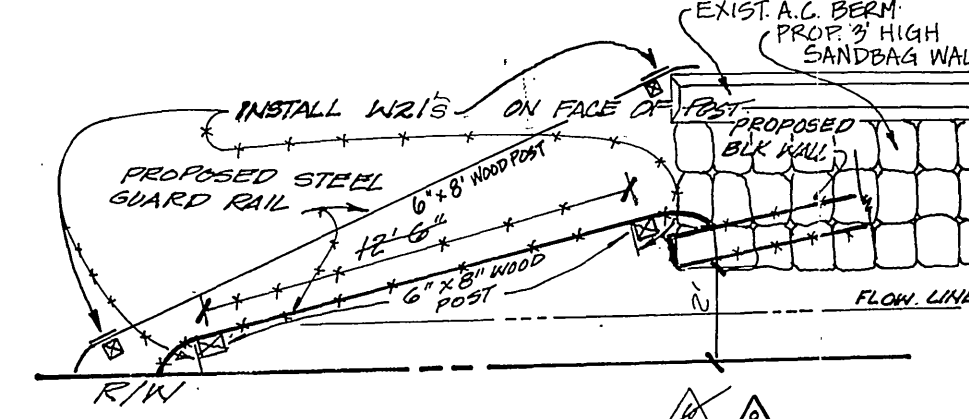 EXIST. A.C. BERM.
PROP. 3' HIGH
SANDBAG WAL
INSTALL W21'S ON FACE OF POST.
PROPOSED
BLK WALL
PROPOSED STEEL
GUARD RAIL
6"x8' WOOD POST
12'6"
6"x8" WOOD
POST
2'
FLOW. LINE
R/W